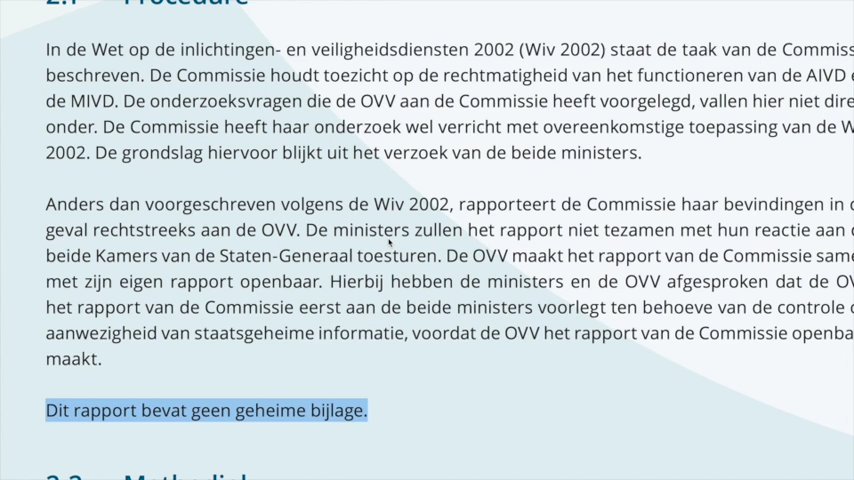 2.1 Procedure
In de Wet op de inlichtingen- en veiligheidsdiensten 2002 (Wiv 2002) staat de taak van de Commiss
beschreven. De Commissie houdt toezicht op de rechtmatigheid van het functioneren van de AIVD e
de MIVD. De onderzoeksvragen die de OVV aan de Commissie heeft voorgelegd, vallen hier niet dire
onder. De Commissie heeft haar onderzoek wel verricht met overeenkomstige toepassing van de W
2002. De grondslag hiervoor blijkt uit het verzoek van de beide ministers.
Anders dan voorgeschreven volgens de Wiv 2002, rapporteert de Commissie haar bevindingen in d
geval rechtstreeks aan de OVV. De ministers zullen het rapport niet tezamen met hun reactie aan d
beide Kamers van de Staten-Generaal toesturen. De OVV maakt het rapport van de Commissie same
met zijn eigen rapport openbaar. Hierbij hebben de ministers en de OVV afgesproken dat de OV
het rapport van de Commissie eerst aan de beide ministers voorlegt ten behoeve van de controle o
aanwezigheid van staatsgeheime informatie, voordat de OVV het rapport van de Commissie openba
maakt.
Dit rapport bevat geen geheime bijlage.